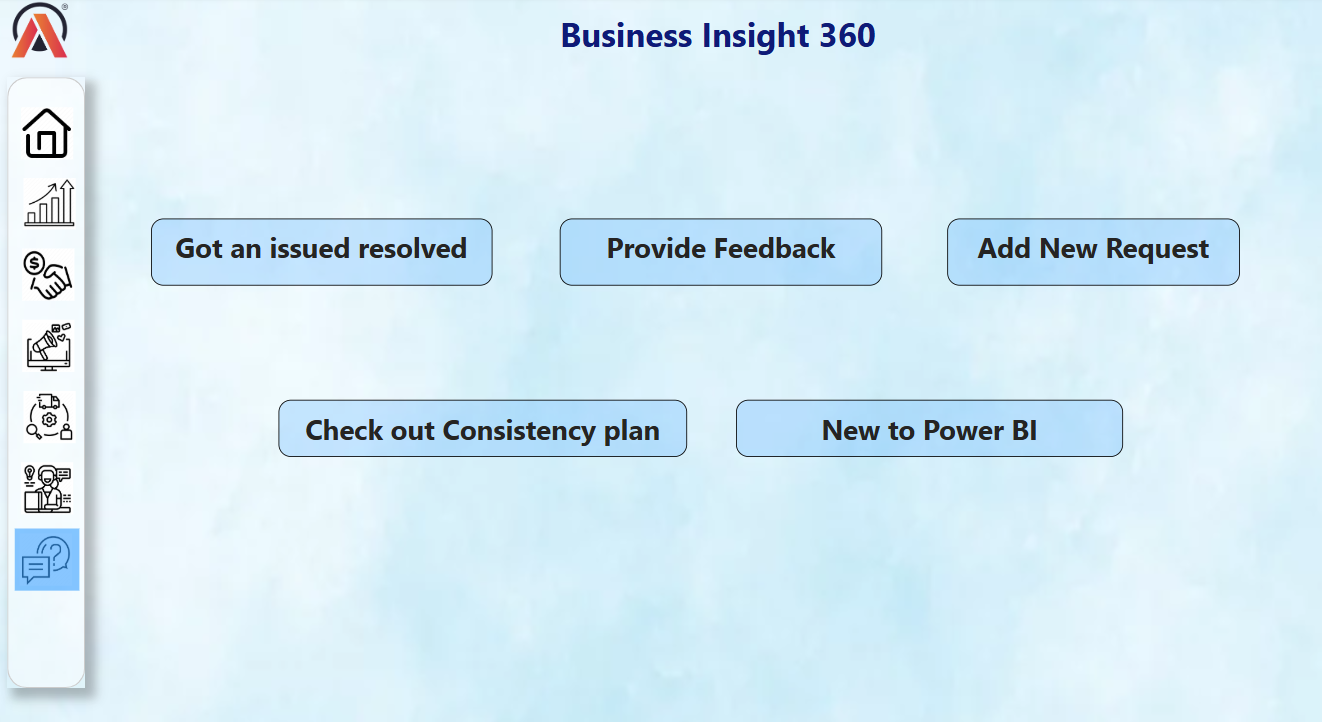 Business Insight 360
Got an issued resolved
Provide Feedback
Add New Request
Check out Consistency plan
New to Power BI